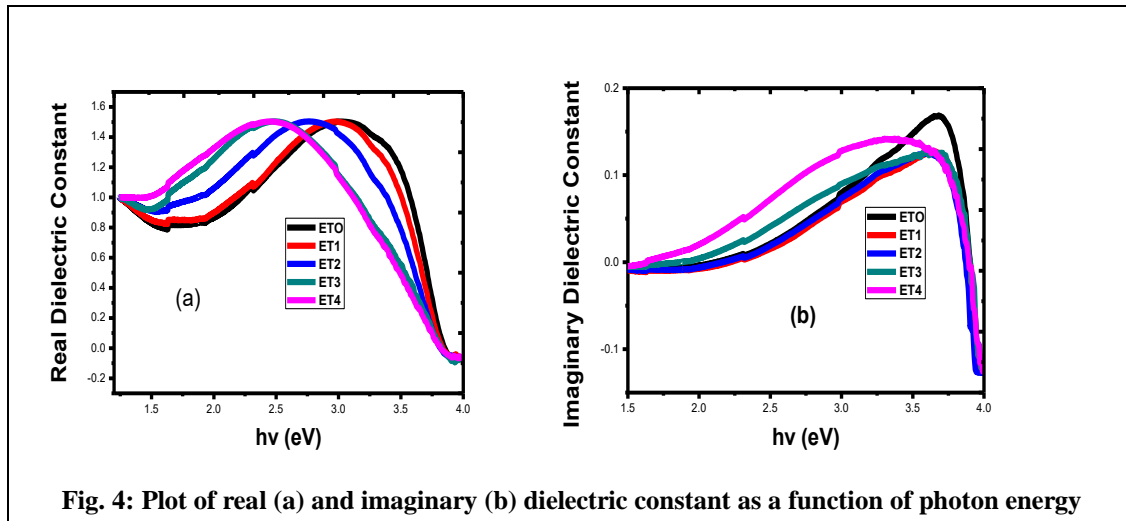 Real Dielectric Constant
1.6
1.4
1.2
1.0
0.8
0.6
0.4
0.2
0.0
-0.2
1.5 2.0 2.5 3.0 3.5 4.0
hv (eV)
(a)
ETO
ET1
ET2
ET3
ET4
Imaginary Dielectric Constant
0.2
0.1
0.0
-0.1
1.5 2.0 2.5 3.0 3.5 4.0
hv (eV)
(b)
ETO
ET1
ET2
ET3
ET4
Fig. 4: Plot of real (a) and imaginary (b) dielectric constant as a function of photon energy